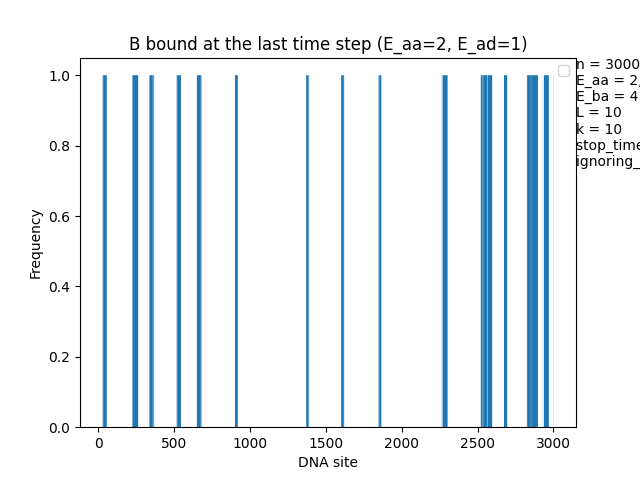 B bound at the last time step (E_aa=2, E_ad=1)
n = 3000
E_aa = 2,
E_ba = 4
L = 10
k = 10
stop_time
ignoring_
1.0
0.8
0.6
0.4
0.2
0.0
Frequency
0 500 1000 1500 2000 2500 3000
DNA site